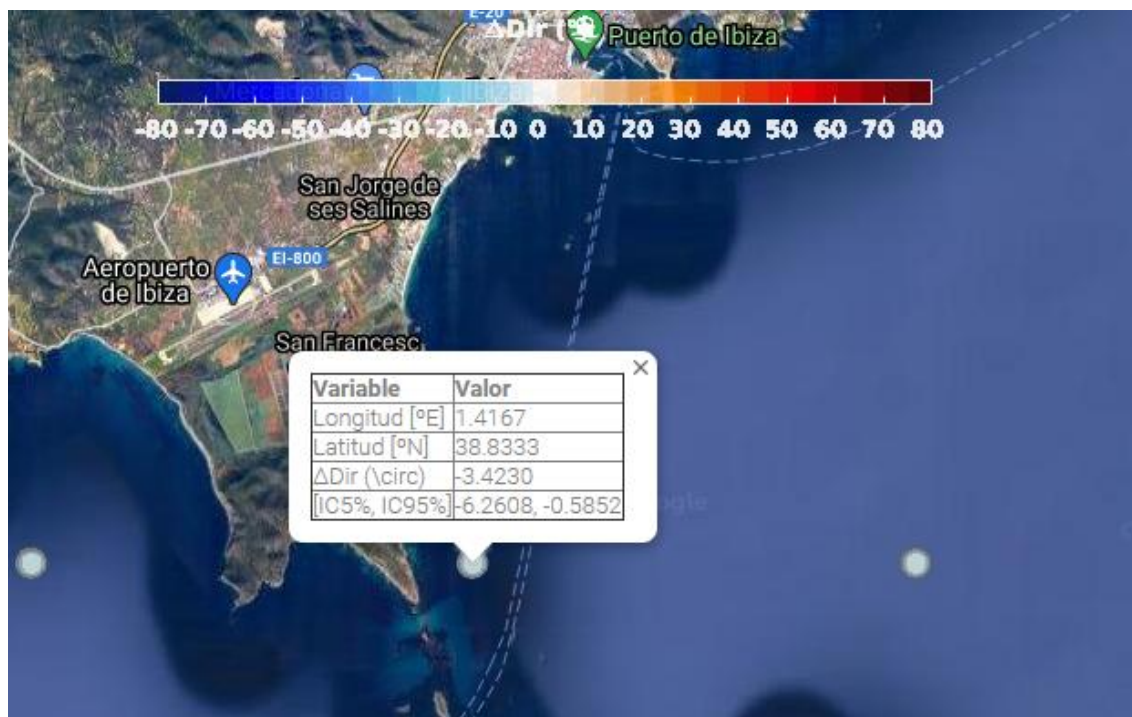 E-20
ΔDir (º
Puerto de Ibiza
Mercadona
-80 -70 -60 -50 -40 -30 -20 -10 0 10 20 30 40 50 60 70 80
San Jorge de
ses Salines
EI-800
Aeropuerto
de Ibiza
San Francesc
×
Variable Valor
Longitud [ºE] 1.4167
Latitud [ºN] 38.8333
ΔDir (\circ) -3.4230
[IC5%, IC95%] -6.2608, -0.5852